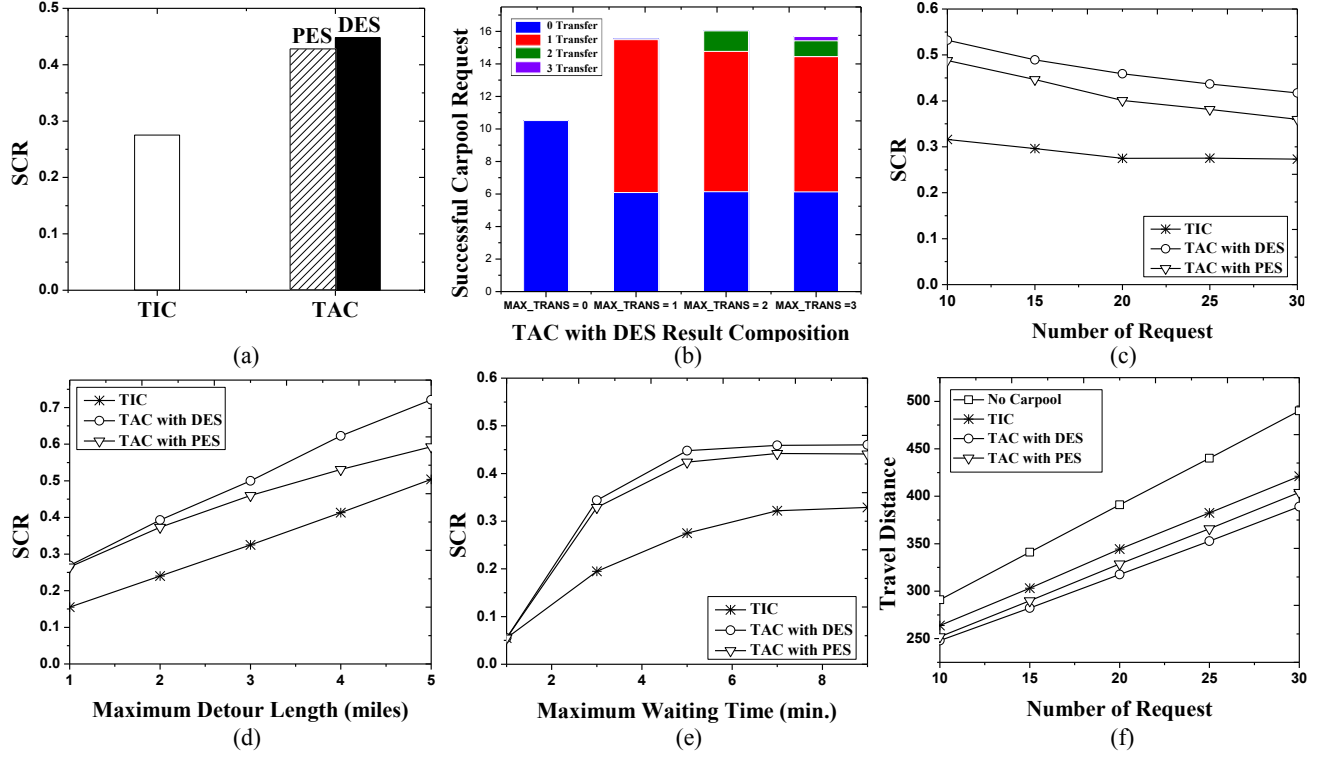 0.5
0.4
0.3
0.2
0.1
0.0
SCR
PES
DES
TIC
TAC
(a)
16
14
12
10
8
6
4
2
0
Successful Carpool Request
0 Transfer
1 Transfer
2 Transfer
3 Transfer
MAX_TRANS = 0 MAX_TRANS = 1 MAX_TRANS = 2 MAX_TRANS =3
TAC with DES Result Composition
(b)
0.6
0.5
0.4
0.3
0.2
0.1
0.0
SCR
TIC
TAC with DES
TAC with PES
10 15 20 25 30
Number of Request
(c)
0.7
0.6
0.5
0.4
0.3
0.2
0.1
0.0
SCR
TIC
TAC with DES
TAC with PES
1 2 3 4 5
Maximum Detour Length (miles)
(d)
0.6
0.5
0.4
0.3
0.2
0.1
0.0
SCR
TIC
TAC with DES
TAC with PES
2 4 6 8
Maximum Waiting Time (min.)
(e)
500
450
400
350
300
250
Travel Distance
No Carpool
TIC
TAC with DES
TAC with PES
10 15 20 25 30
Number of Request
(f)